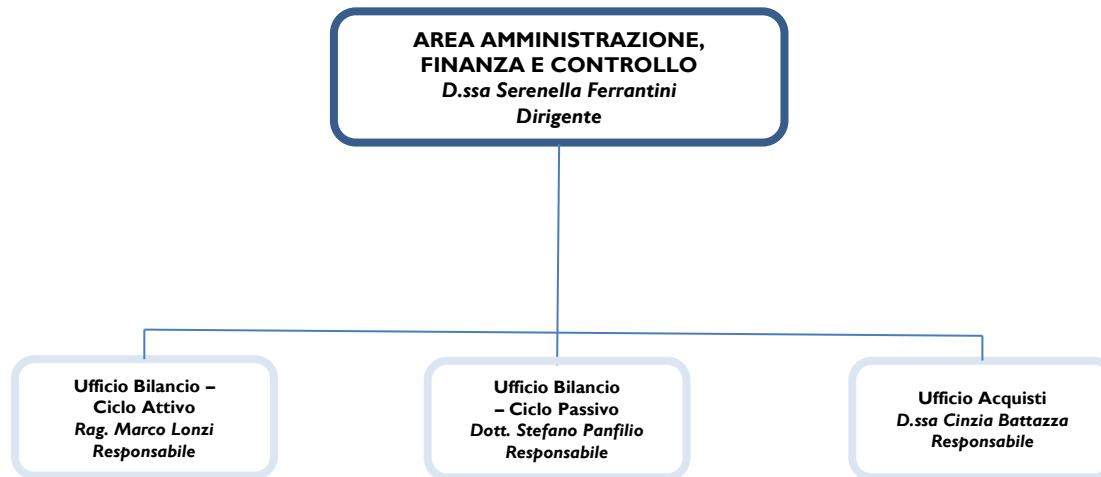 AREA AMMINISTRAZIONE,
FINANZA E CONTROLLO
D.ssa Serenella Ferrantini
Dirigente
Ufficio Bilancio –
Ciclo Attivo
Rag. Marco Lonzi
Responsabile
Ufficio Bilancio
– Ciclo Passivo
Dott. Stefano Panfilio
Responsabile
Ufficio Acquisti
D.ssa Cinzia Battazza
Responsabile